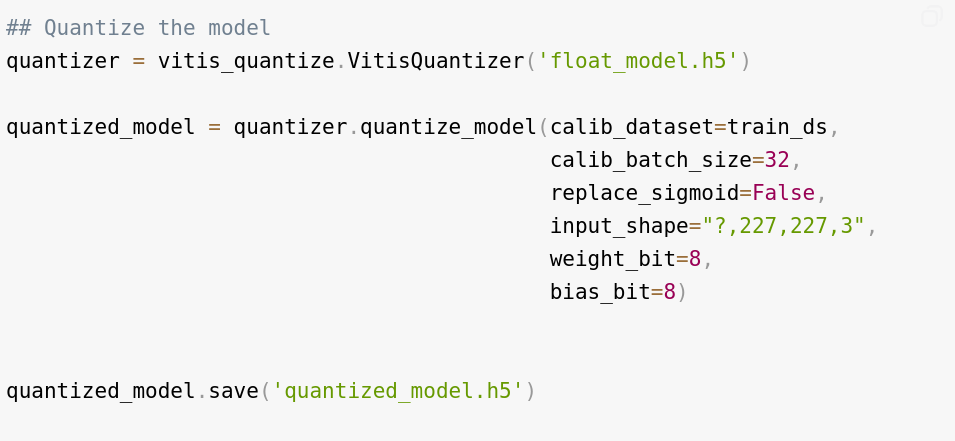 ## Quantize the model
quantizer = vitis_quantize.VitisQuantizer('float_model.h5')
quantized_model = quantizer.quantize_model(calib_dataset=train_ds,
calib_batch_size=32,
replace_sigmoid=False,
input_shape="?,227,227,3",
weight_bit=8,
bias_bit=8)
quantized_model.save('quantized_model.h5')